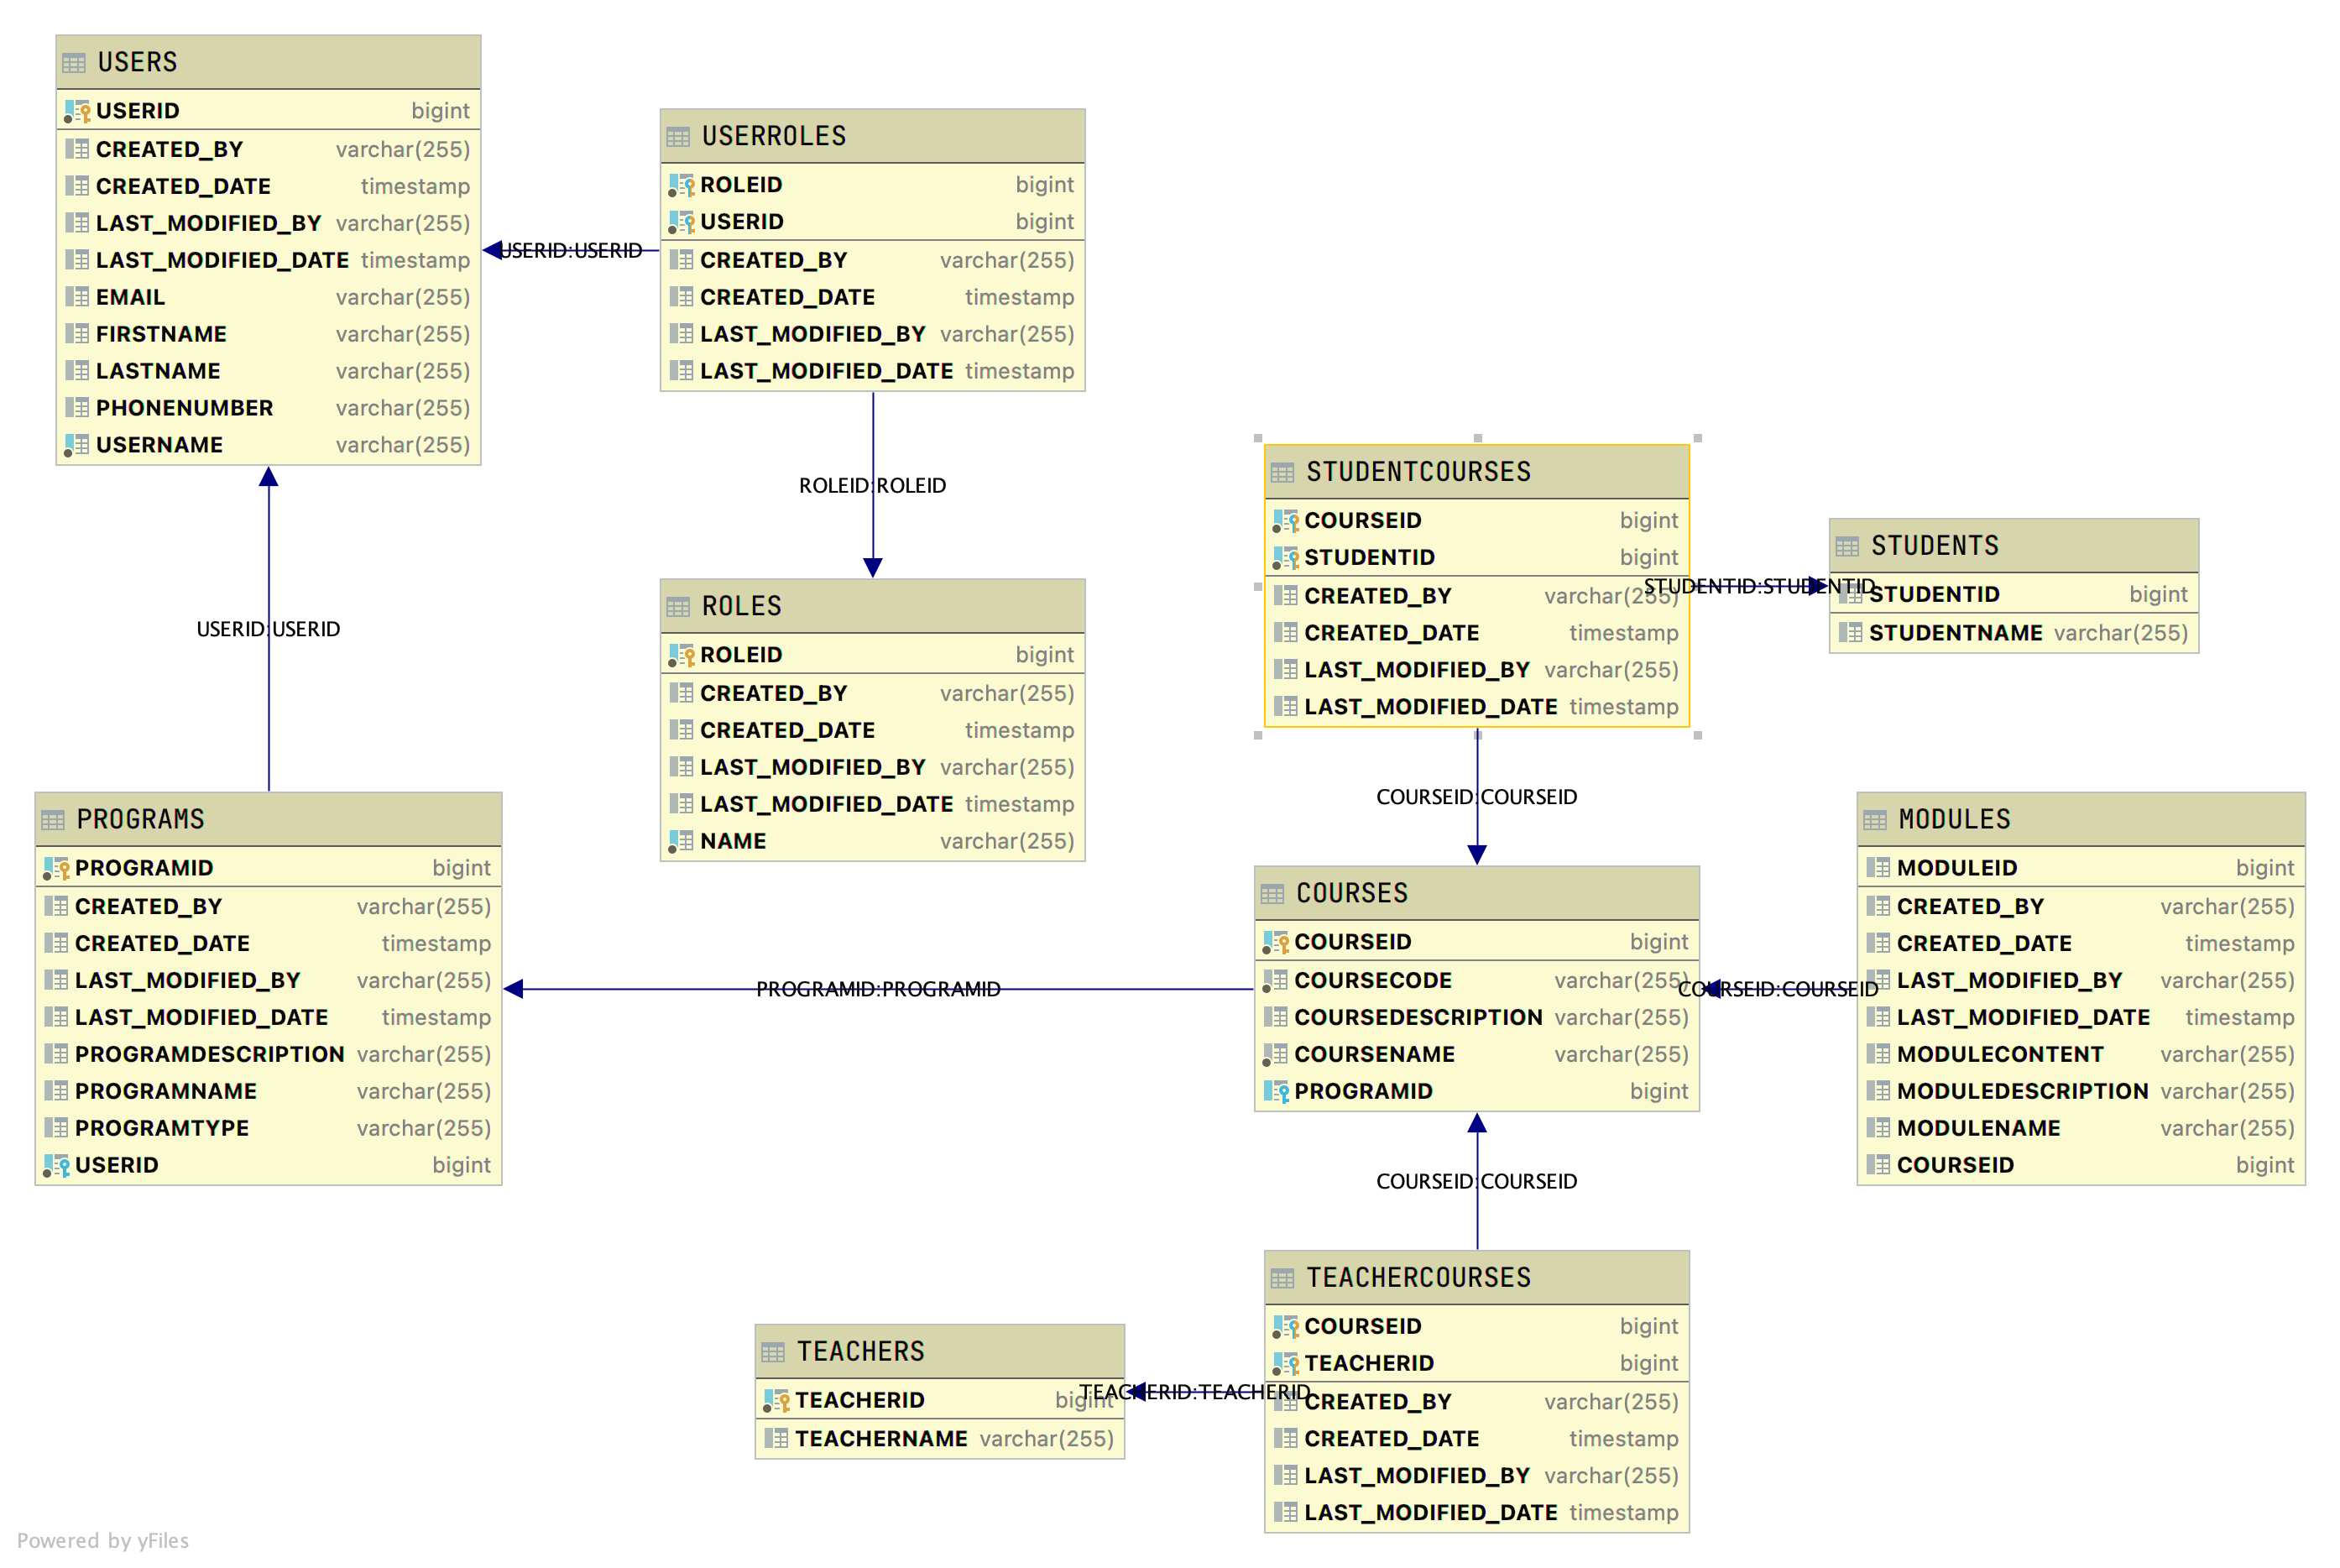 USERS
USERID bigint
CREATED_BY varchar(255)
CREATED_DATE timestamp
LAST_MODIFIED_BY varchar(255)
LAST_MODIFIED_DATE timestamp
EMAIL varchar(255)
FIRSTNAME varchar(255)
LASTNAME varchar(255)
PHONENUMBER varchar(255)
USERNAME varchar(255)
USERID:USERID
USERROLES
ROLEID bigint
USERID bigint
CREATED_BY varchar(255)
CREATED_DATE timestamp
LAST_MODIFIED_BY varchar(255)
LAST_MODIFIED_DATE timestamp
ROLEID:ROLEID
ROLES
ROLEID bigint
CREATED_BY varchar(255)
CREATED_DATE timestamp
LAST_MODIFIED_BY varchar(255)
LAST_MODIFIED_DATE timestamp
NAME varchar(255)
STUDENTCOURSES
COURSEID bigint
STUDENTID bigint
CREATED_BY varchar(255)
CREATED_DATE timestamp
LAST_MODIFIED_BY varchar(255)
LAST_MODIFIED_DATE timestamp
STUDENTID:STUDENTID
STUDENTS
STUDENTID bigint
STUDENTNAME varchar(255)
USERID:USERID
COURSEID:COURSEID
PROGRAMS
PROGRAMID bigint
CREATED_BY varchar(255)
CREATED_DATE timestamp
LAST_MODIFIED_BY varchar(255)
LAST_MODIFIED_DATE timestamp
PROGRAMDESCRIPTION varchar(255)
PROGRAMNAME varchar(255)
PROGRAMTYPE varchar(255)
USERID bigint
PROGRAMID:PROGRAMID
COURSES
COURSEID bigint
COURSECODE varchar(255)
COURSEDESCRIPTION varchar(255)
COURSENAME varchar(255)
PROGRAMID bigint
COURSEID:COURSEID
MODULES
MODULEID bigint
CREATED_BY varchar(255)
CREATED_DATE timestamp
LAST_MODIFIED_BY varchar(255)
LAST_MODIFIED_DATE timestamp
MODULECONTENT varchar(255)
MODULEDESCRIPTION varchar(255)
MODULENAME varchar(255)
COURSEID bigint
COURSEID:COURSEID
TEACHERS
TEACHERID bigint
TEACHERNAME varchar(255)
TEACHERID:TEACHERID
TEACHERCOURSES
COURSEID bigint
TEACHERID bigint
CREATED_BY varchar(255)
CREATED_DATE timestamp
LAST_MODIFIED_BY varchar(255)
LAST_MODIFIED_DATE timestamp
Powered by yFiles